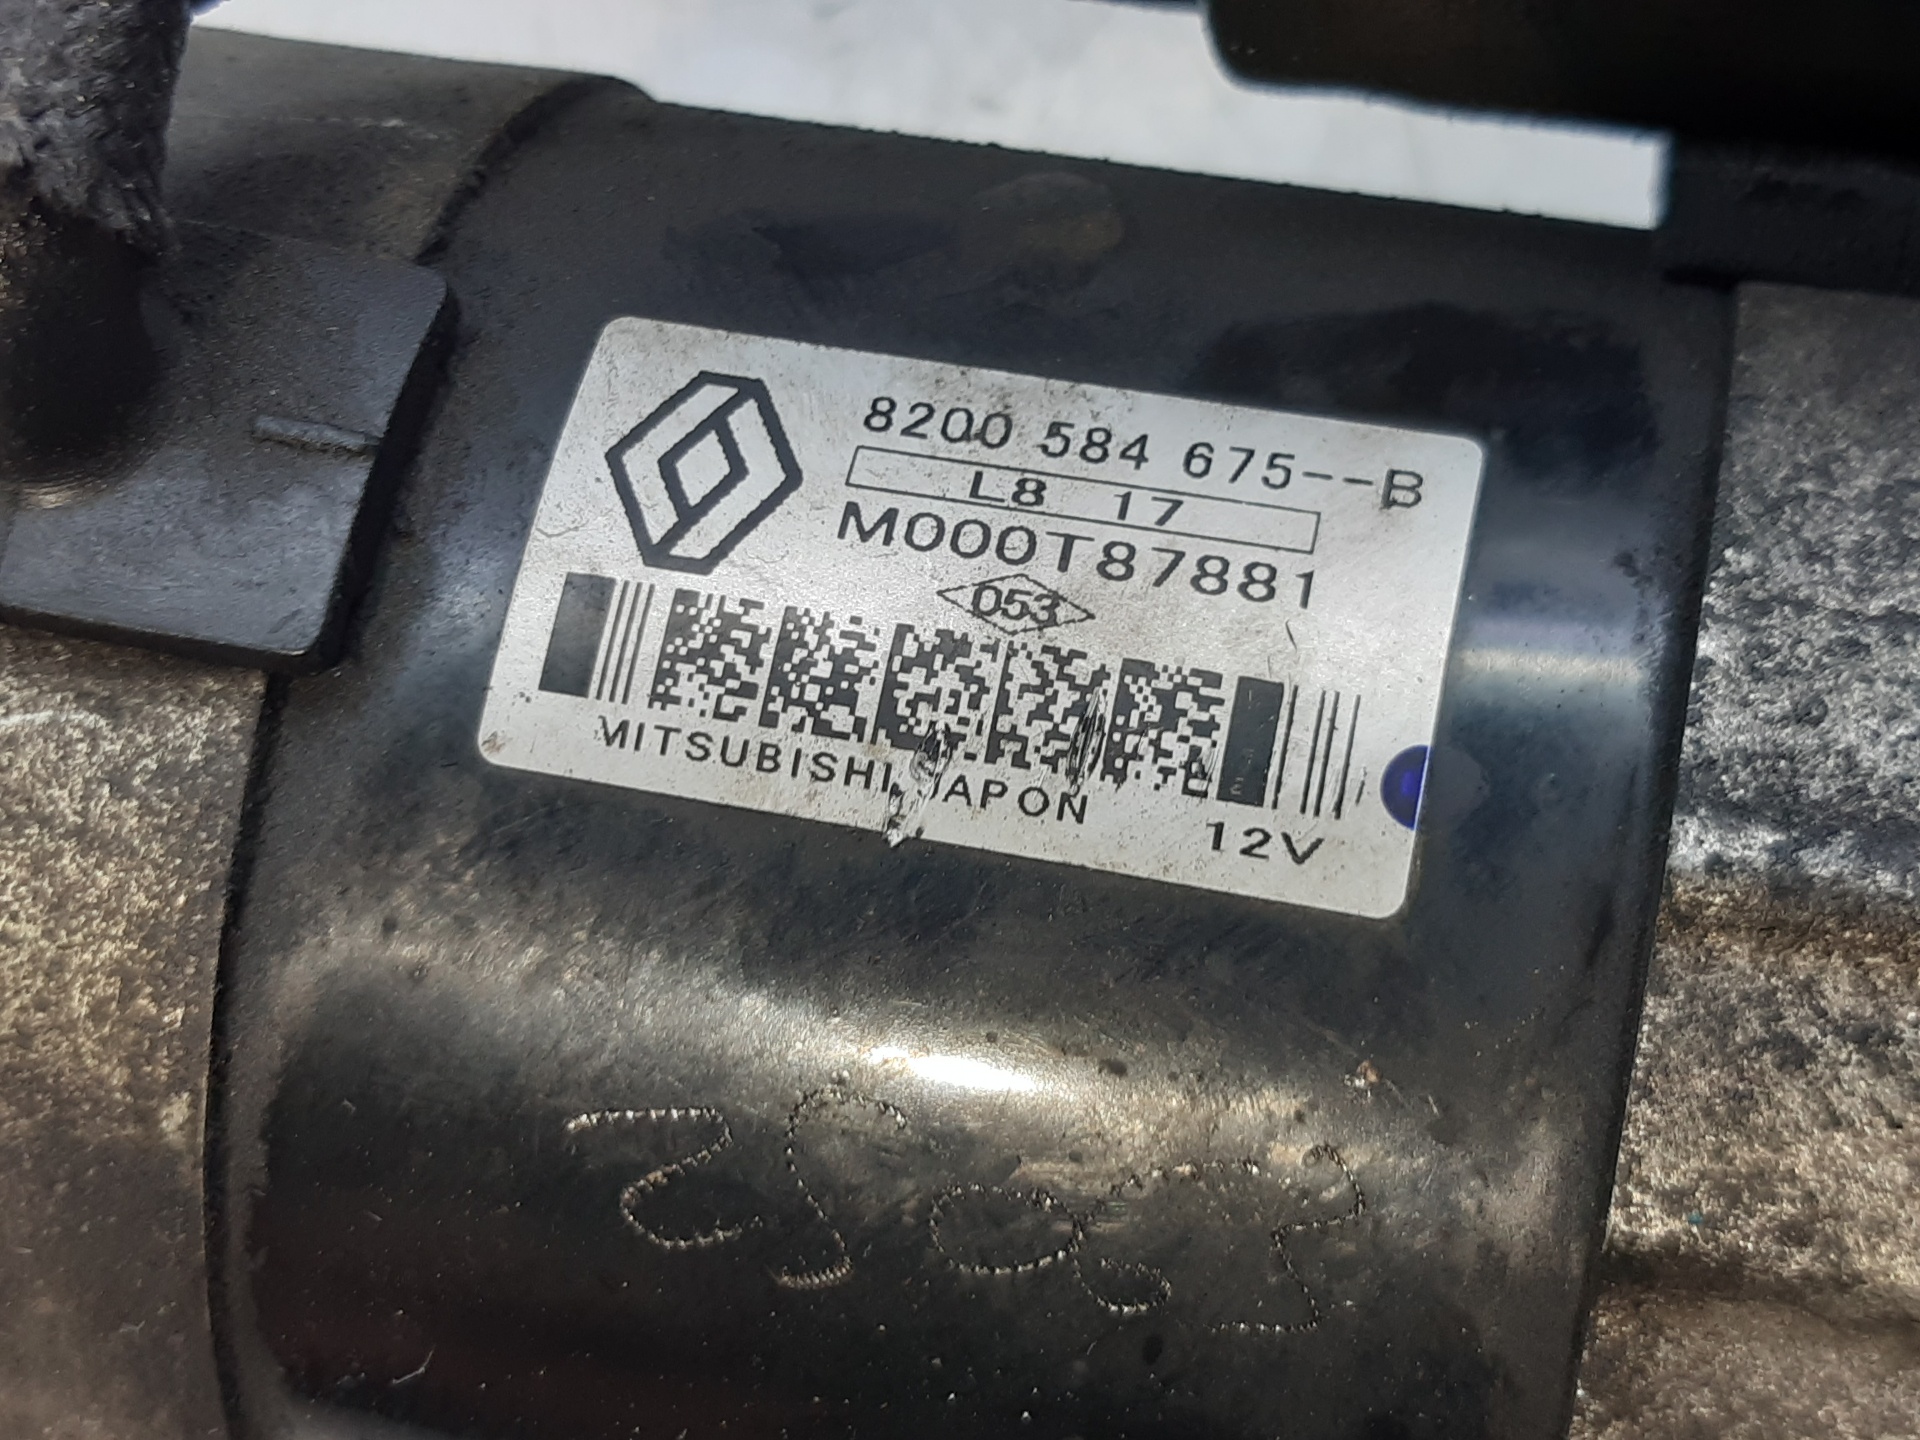 8200 584 675--B
L8 17
M000T87881
053
MITSUBISHI JAPON
12V